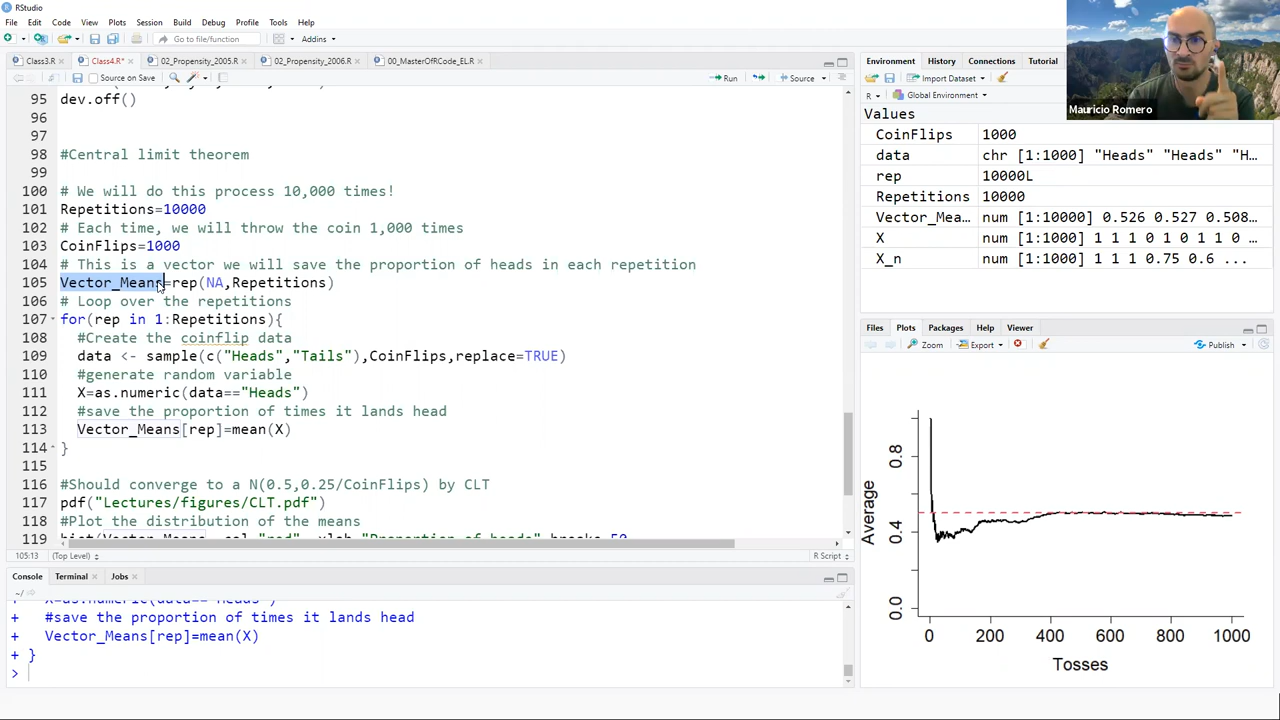 RStudio
File Edit Code View Plots Session Build Debug Profile Tools Help
Go to file/function Addins
Class3.R Class4.R* 02_Propensity_2005.R 02_Propensity_2006.R 00_MasterOfRCode_EL.R
Source on Save Run Source
95 dev.off()
96
97
98 #Central limit theorem
99
100 # We will do this process 10,000 times!
101 Repetitions=10000
102 # Each time, we will throw the coin 1,000 times
103 CoinFlips=1000
104 # This is a vector we will save the proportion of heads in each repetition
105 Vector_Means=rep(NA,Repetitions)
106 # Loop over the repetitions
107 for(rep in 1:Repetitions){
108 #Create the coinflip data
109 data <- sample(c("Heads","Tails"),CoinFlips,replace=TRUE)
110 #generate random variable
111 X=as.numeric(data=="Heads")
112 #save the proportion of times it lands head
113 Vector_Means[rep]=mean(X)
114 }
115
116 #Should converge to a N(0.5,0.25/CoinFlips) by CLT
117 pdf("Lectures/figures/CLT.pdf")
118 #Plot the distribution of the means
119
105:13 (Top Level) R Script
Console Terminal Jobs
~/
+ X=as.numeric(data=="Heads")
+ #save the proportion of times it lands head
+ Vector_Means[rep]=mean(X)
+ }
>
Environment History Connections Tutorial
Import Dataset
R Global Environment
Values
CoinFlips 1000
data chr [1:1000] "Heads" "Heads" "H…
rep 10000L
Repetitions 10000
Vector_Mea… num [1:10000] 0.526 0.527 0.508…
X num [1:1000] 1 1 1 0 1 0 1 1 0 …
X_n num [1:1000] 1 1 1 0.75 0.6 ...
Mauricio Romero
Files Plots Packages Help Viewer
Zoom Export Publish
Average
0.8
0.4
0.0
0 200 400 600 800 1000
Tosses